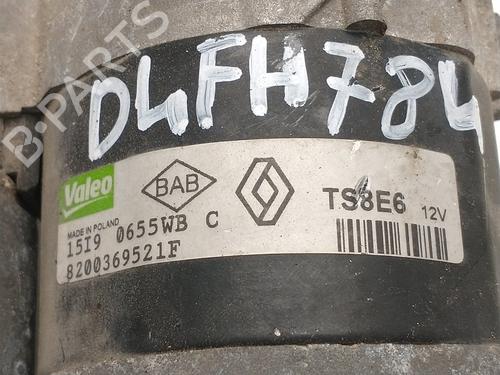 B-PARTS
D4FH784
Valeo
BAB
TS8E6 12V
MADE IN POLAND
15I9 0655WB C
8200369521F